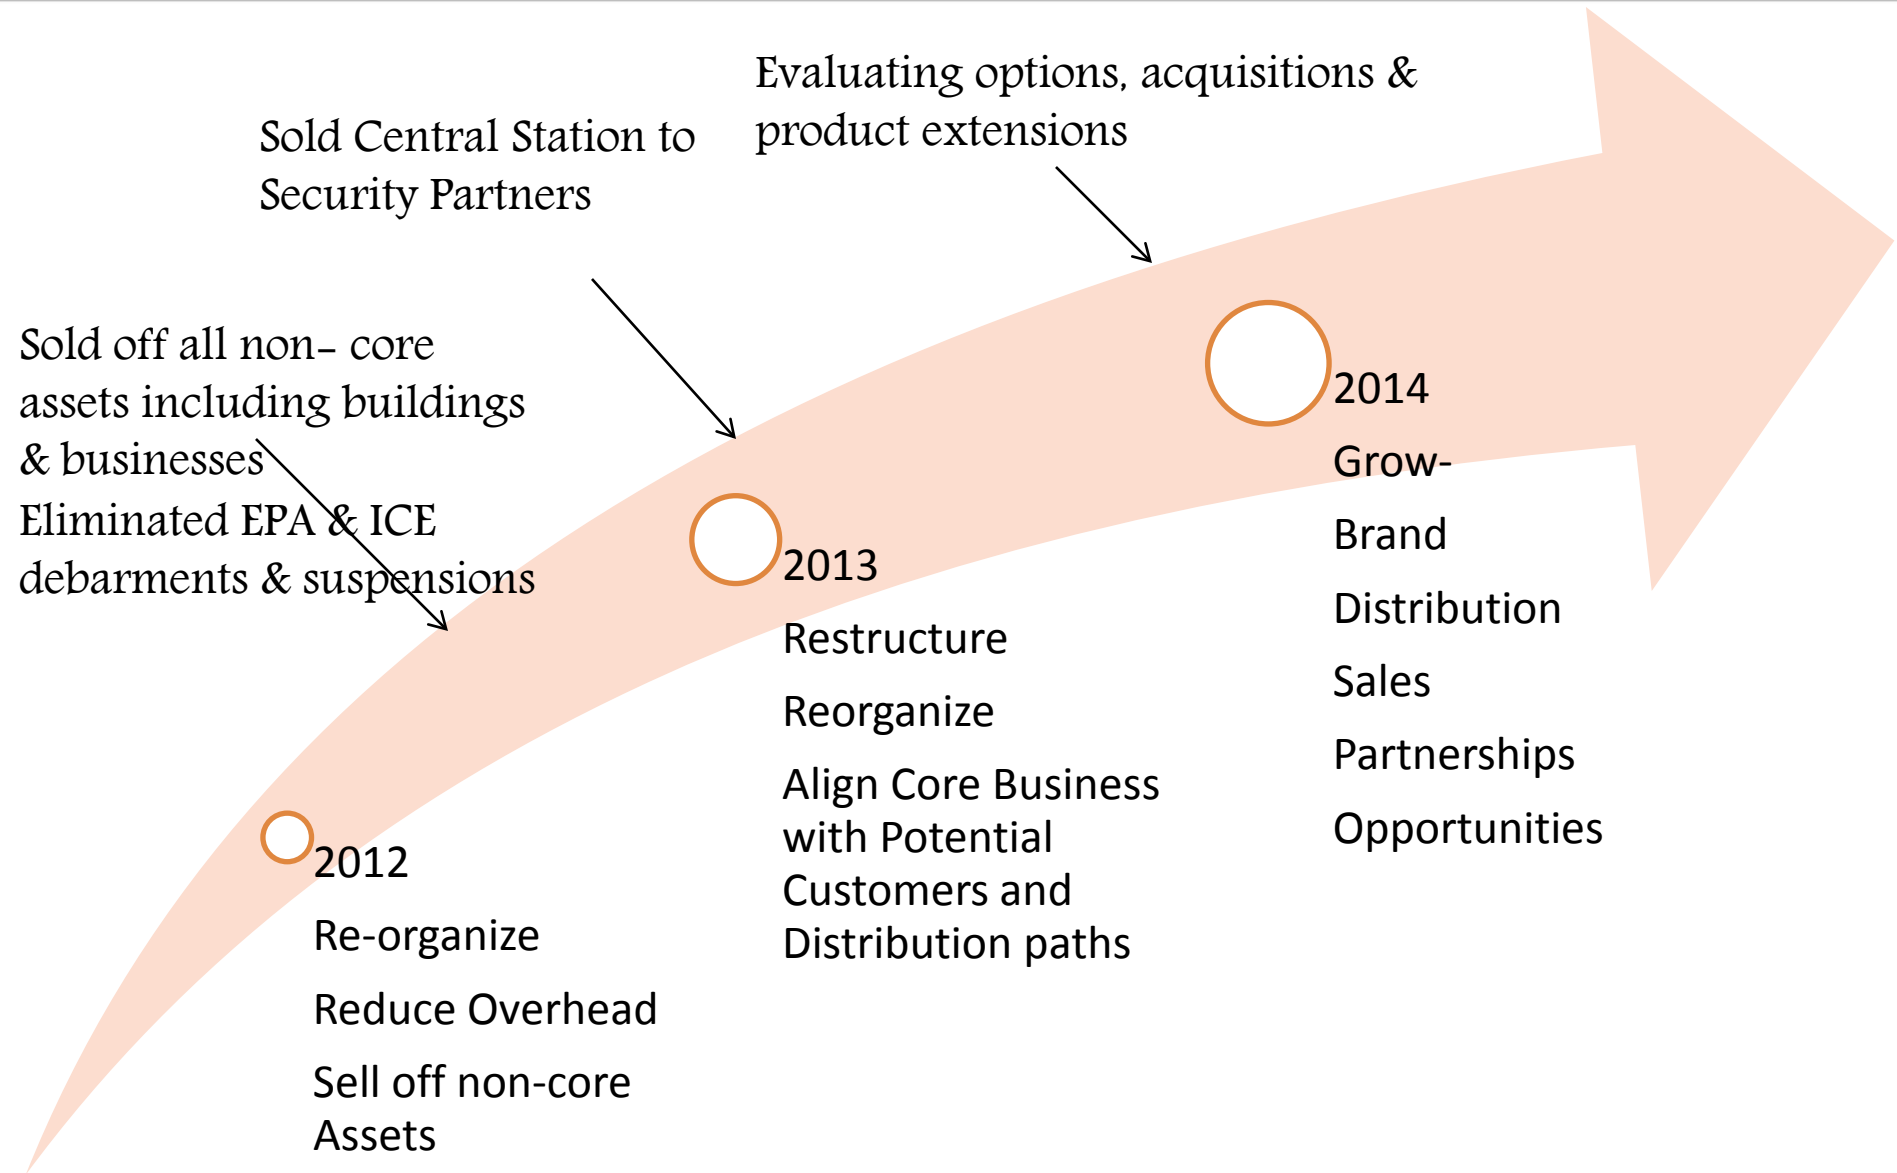 Evaluating options, acquisitions &
product extensions
Sold Central Station to
Security Partners
Sold off all non- core
assets including buildings
& businesses
Eliminated EPA & ICE
debarments & suspensions
2012
Re-organize
Reduce Overhead
Sell off non-core
Assets
2013
Restructure
Reorganize
Align Core Business
with Potential
Customers and
Distribution paths
2014
Grow-
Brand
Distribution
Sales
Partnerships
Opportunities